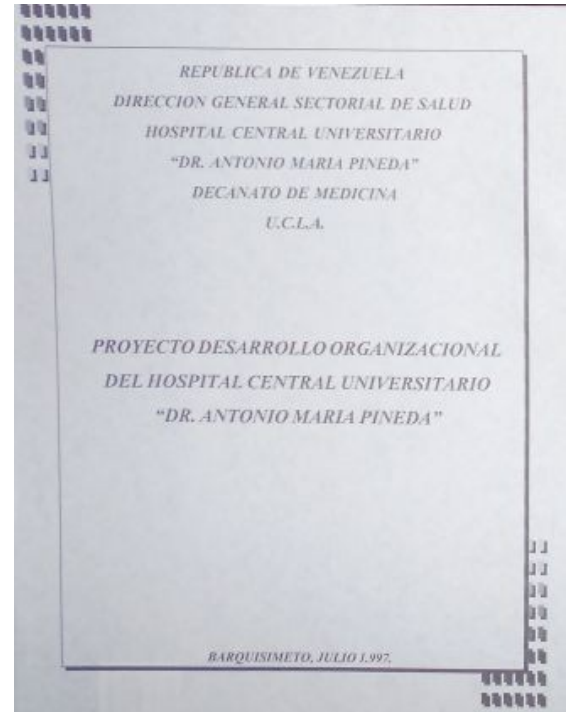 REPUBLICA DE VENEZUELA
DIRECCION GENERAL SECTORIAL DE SALUD
HOSPITAL CENTRAL UNIVERSITARIO
"DR. ANTONIO MARIA PINEDA"
DECANATO DE MEDICINA
U.C.L.A.
PROYECTO DESARROLLO ORGANIZACIONAL
DEL HOSPITAL CENTRAL UNIVERSITARIO
"DR. ANTONIO MARIA PINEDA"
BARQUISIMETO, JULIO 1.997.